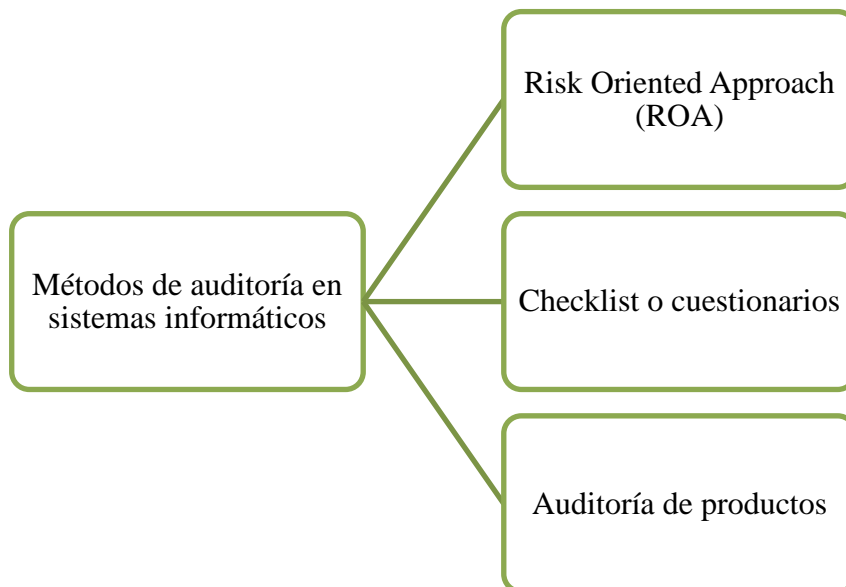 Risk Oriented Approach
(ROA)
Métodos de auditoría en
sistemas informáticos
Checklist o cuestionarios
Auditoría de productos